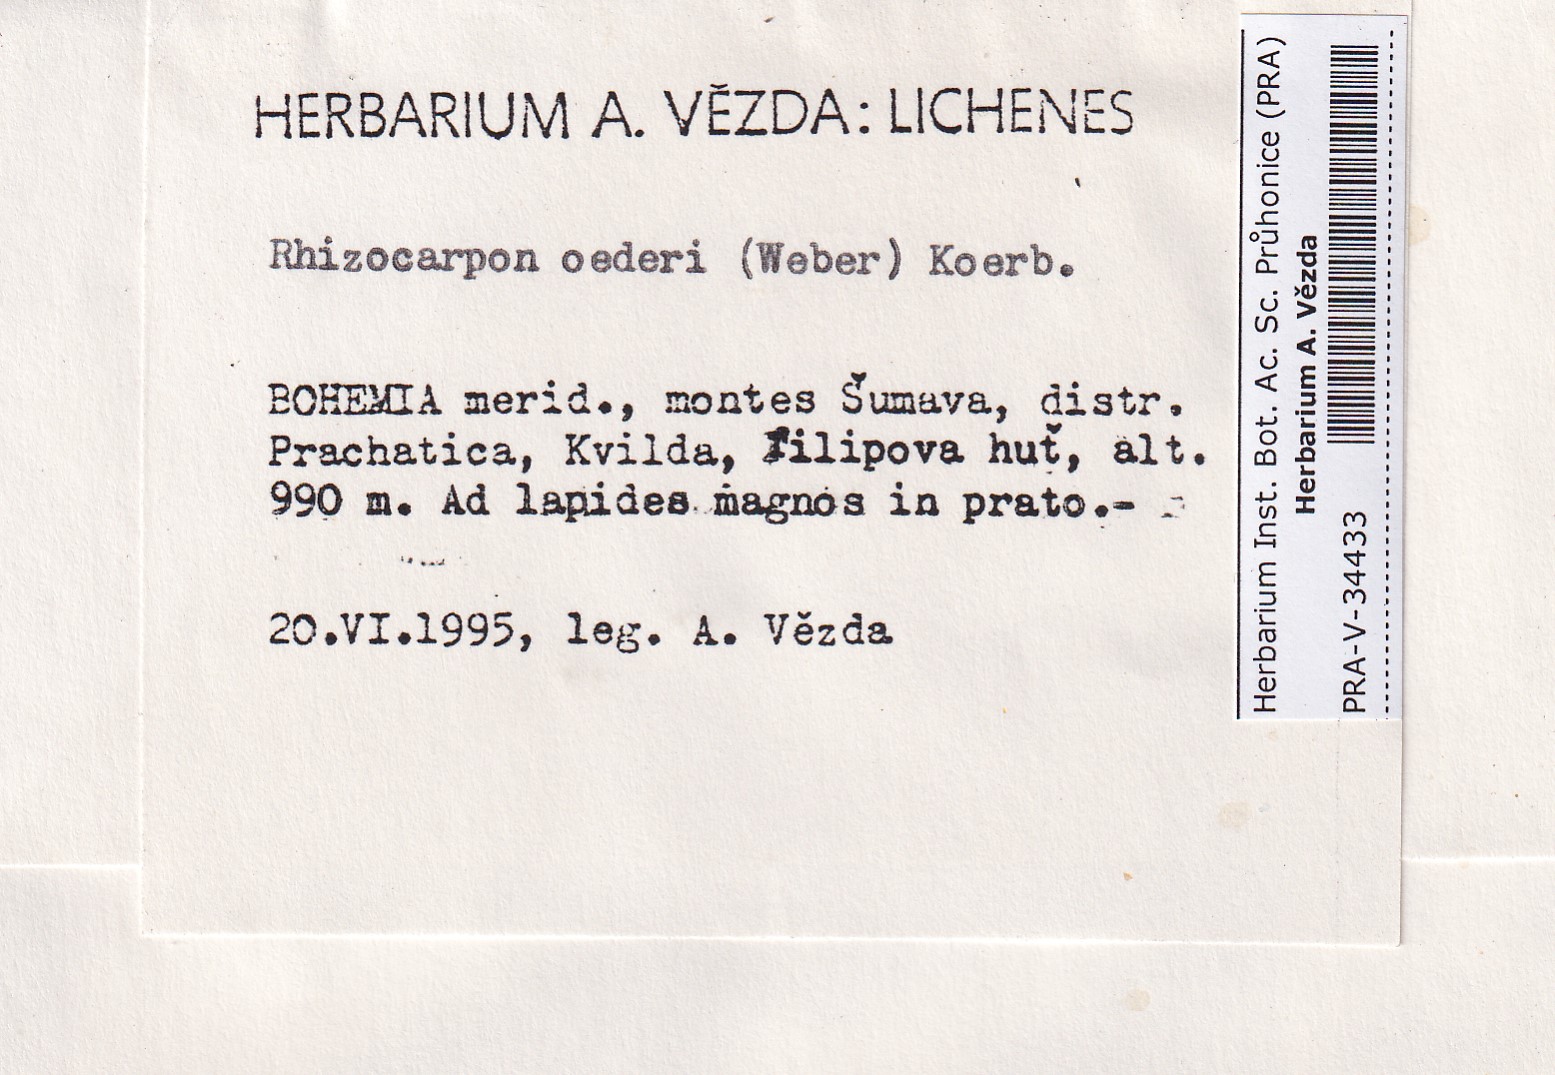 HERBARIUM A. VĚZDA: LICHENES
Rhizocarpon oederi (Weber) Koerb.
BOHEMIA merid., montes Šumava, distr.
Prachatica, Kvilda, Filipova huť, alt.
990 m. Ad lapides magnos in prato.-
20.VI.1995, leg. A. Vězda
Herbarium Inst. Bot. Ac. Sc. Průhonice (PRA)
Herbarium A. Vězda
PRA-V-34433